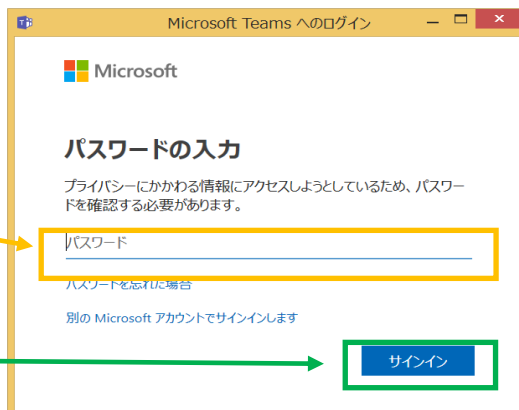 Microsoft Teams へのログイン
Microsoft
パスワードの入力
プライバシーにかかわる情報にアクセスしようとしているため、パスワー
ドを確認する必要があります。
パスワード
パスワードを忘れた場合
別の Microsoft アカウントでサインインします
サインイン